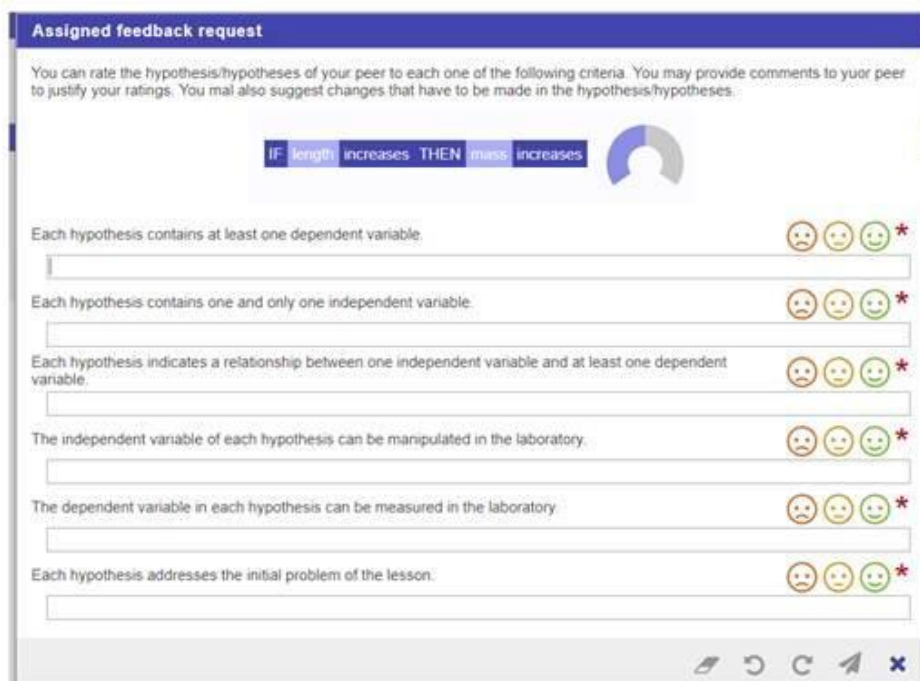 Assigned feedback request
You can rate the hypothesis/hypotheses of your peer to each one of the following criteria. You may provide comments to yuor peer
to justify your ratings. You mal also suggest changes that have to be made in the hypothesis/hypotheses.
IF length increases THEN mass increases
Each hypothesis contains at least one dependent variable.
*
Each hypothesis contains one and only one independent variable.
*
Each hypothesis indicates a relationship between one independent variable and at least one dependent
variable.
*
The independent variable of each hypothesis can be manipulated in the laboratory.
*
The dependent variable in each hypothesis can be measured in the laboratory
*
Each hypothesis addresses the initial problem of the lesson.
*